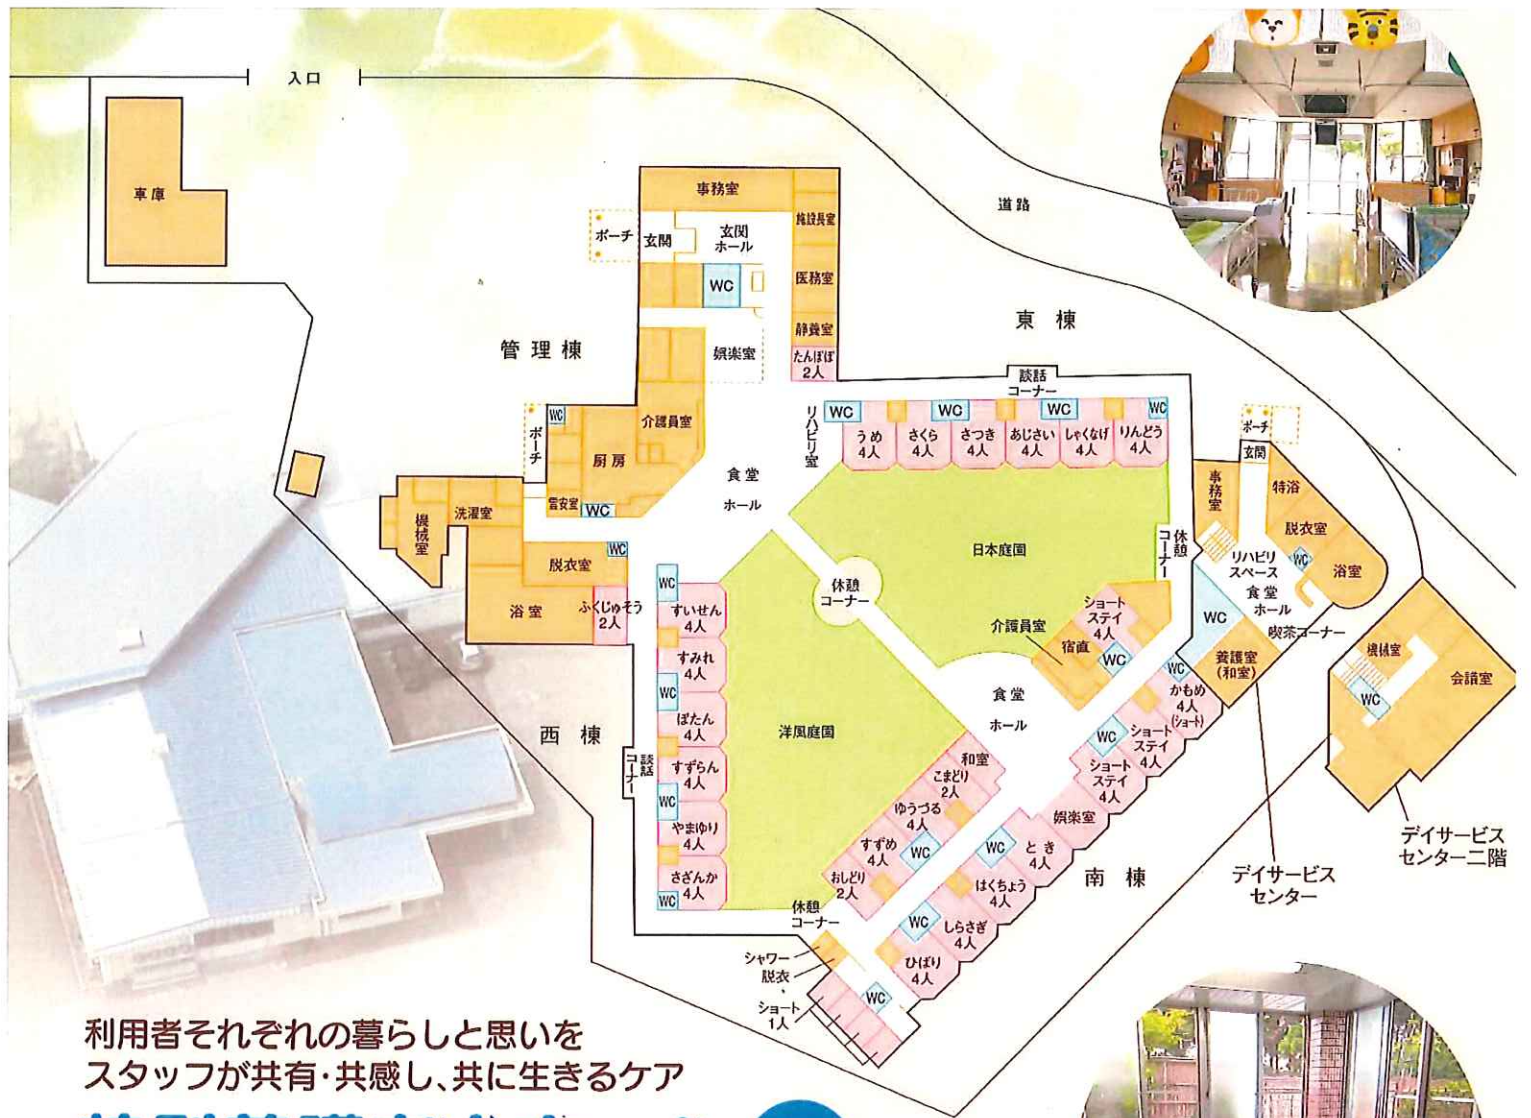 入口
車庫
道路
事務室
施設長室
ポーチ
玄関
玄関
ホール
WC
医務室
静養室
たんぽぽ
2人
娯楽室
管理棟
東棟
談話
コーナー
WC
ポーチ
介護員室
厨房
霊安室
WC
リハビリ室
食堂
ホール
WC
うめ
4人
さくら
4人
WC
さつき
4人
あじさい
4人
WC
しゃくなげ
4人
りんどう
4人
WC
ポーチ
玄関
事務室
特浴
脱衣室
WC
浴室
リハビリ
スペース
食堂
ホール
喫茶コーナー
WC
養護室
(和室)
休憩
コーナー
日本庭園
機械室
洗濯室
脱衣室
WC
浴室
ふくじゅそう
2人
WC
すいせん
4人
すみれ
4人
WC
ぼたん
4人
すずらん
4人
WC
やまゆり
4人
さざんか
4人
WC
西棟
談話
コーナー
洋風庭園
休憩
コーナー
介護員室
宿直
ショート
ステイ
4人
WC
食堂
ホール
WC
かもめ
4人
(ショート)
ショート
ステイ
4人
WC
ショート
ステイ
4人
娯楽室
和室
こまどり
2人
ゆうづる
4人
すずめ
4人
WC
おしどり
2人
とき
4人
WC
はくちょう
4人
しらさぎ
4人
WC
ひばり
4人
休憩
コーナー
シャワー
脱衣
・
ショート
1人
WC
南棟
機械室
WC
会議室
デイサービス
センター
デイサービス
センター二階
利用者それぞれの暮らしと思いを
スタッフが共有・共感し、共に生きるケア